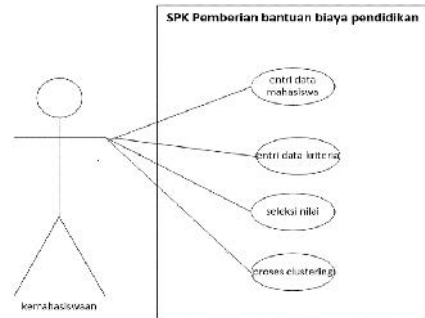 SPK Pemberian bantuan biaya pendidikan
entri data
mahasiswa
entri data kriteria
seleksi nilai
proses clustering
kemahasiswaan